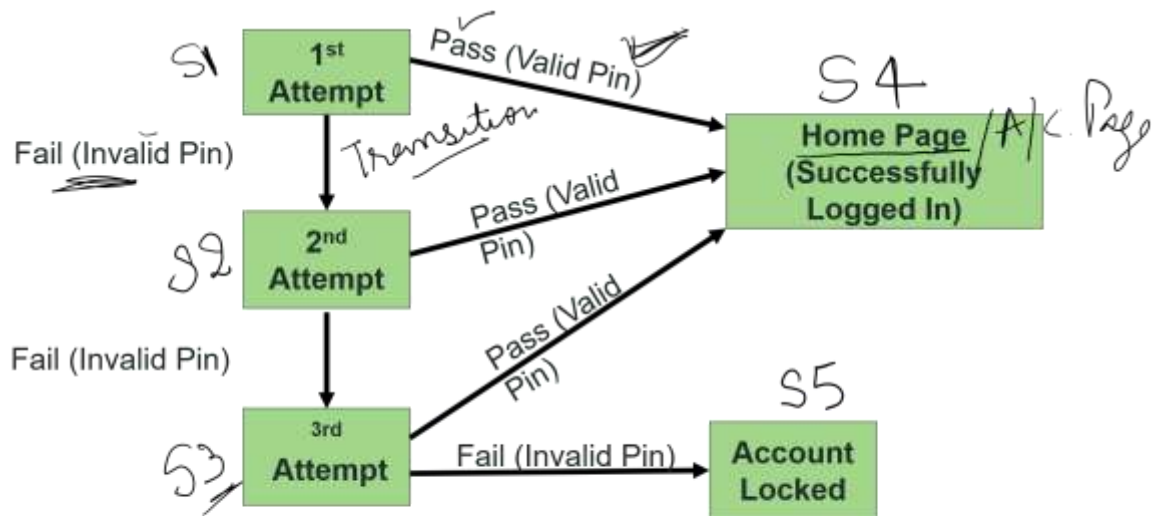 S1
1st
Attempt
Pass (Valid Pin)
S4
Fail (Invalid Pin)
Transition
Home Page /A/c. Page
(Successfully
Logged In)
S2
2nd
Attempt
Pass (Valid
Pin)
Fail (Invalid Pin)
Pass (Valid
Pin)
S5
S3
3rd
Attempt
Fail (Invalid Pin)
Account
Locked